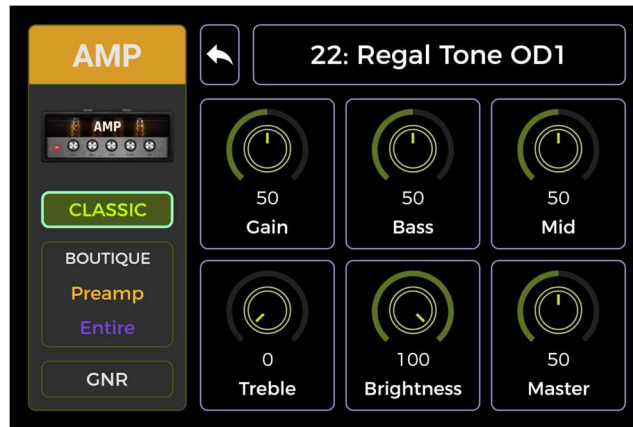 AMP
22: Regal Tone OD1
AMP
CLASSIC
BOUTIQUE
Preamp
Entire
GNR
50
Gain
50
Bass
50
Mid
0
Treble
100
Brightness
50
Master